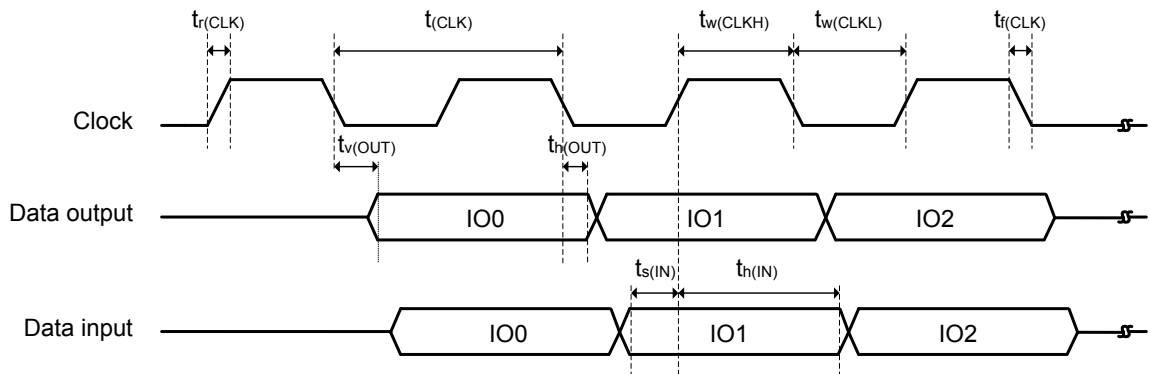 tr(CLK) t(CLK) tw(CLKH) tw(CLKL) tf(CLK)
Clock
tv(OUT) th(OUT)
Data output IO0 IO1 IO2
ts(IN) th(IN)
Data input IO0 IO1 IO2